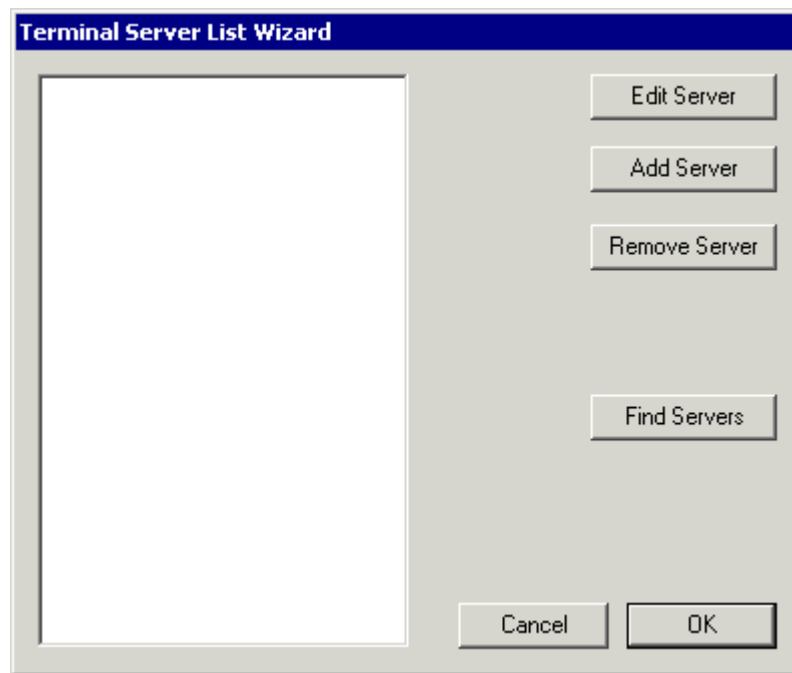 Terminal Server List Wizard
Edit Server
Add Server
Remove Server
Find Servers
Cancel
OK